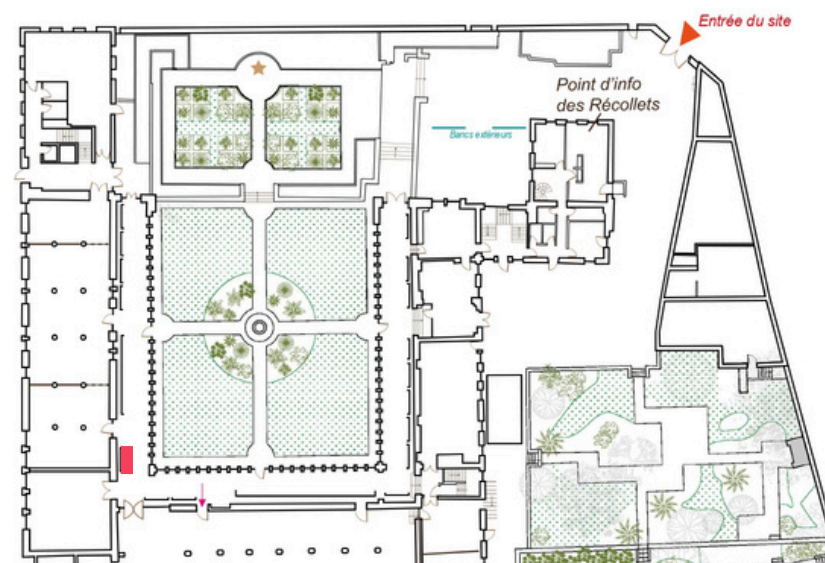 Entrée du site
Point d'info
des Récollets
Bancs extérieurs